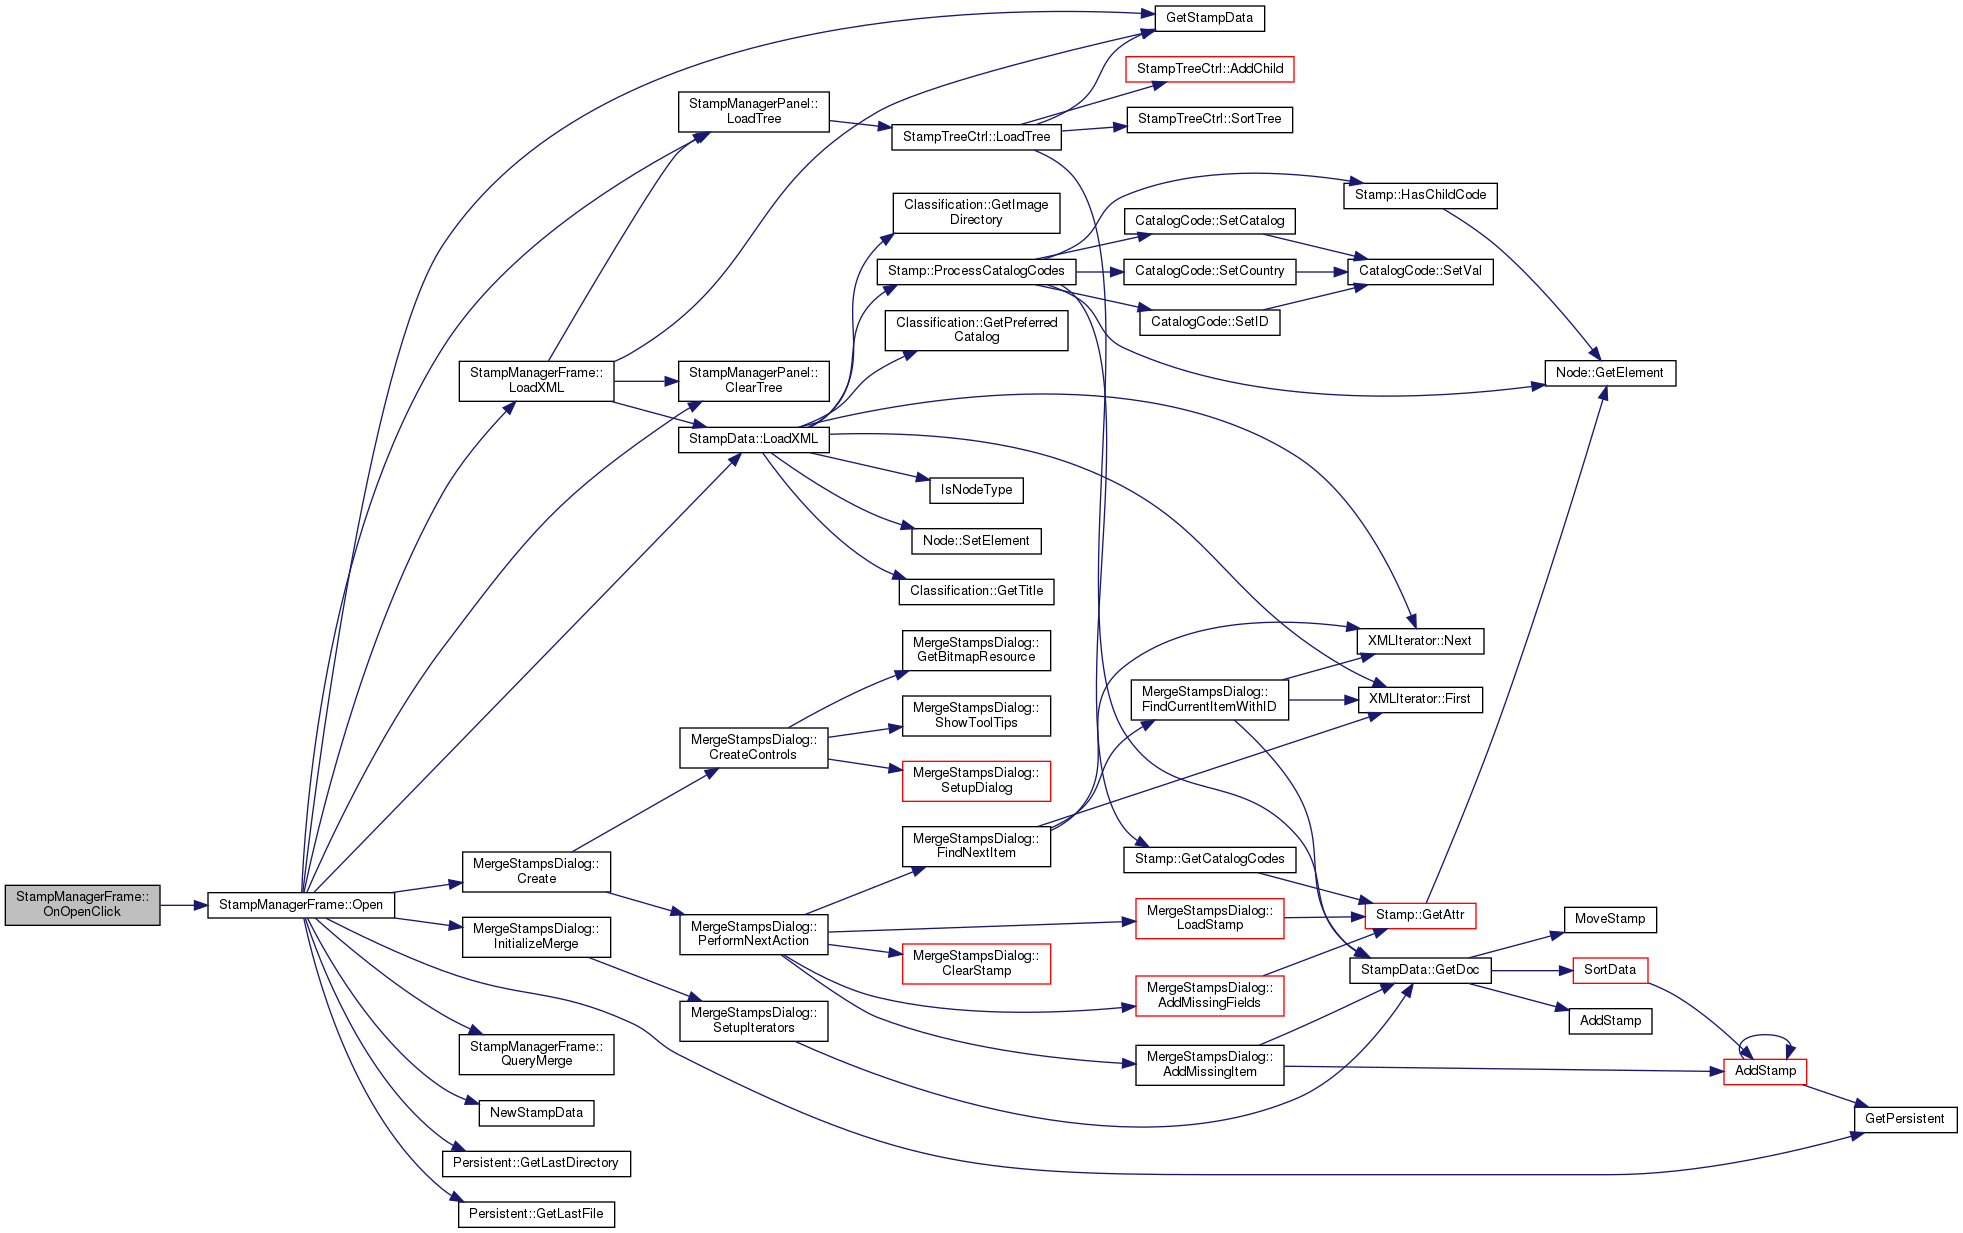 GetStampData
StampTreeCtrl::AddChild
StampManagerPanel::
LoadTree
StampTreeCtrl::SortTree
StampTreeCtrl::LoadTree
Stamp::HasChildCode
Classification::GetImage
Directory
CatalogCode::SetCatalog
Stamp::ProcessCatalogCodes
CatalogCode::SetCountry
CatalogCode::SetVal
Classification::GetPreferred
Catalog
CatalogCode::SetID
StampManagerFrame::
LoadXML
StampManagerPanel::
ClearTree
Node::GetElement
StampData::LoadXML
IsNodeType
Node::SetElement
Classification::GetTitle
MergeStampsDialog::
GetBitmapResource
XMLIterator::Next
MergeStampsDialog::
FindCurrentItemWithID
XMLIterator::First
MergeStampsDialog::
ShowToolTips
MergeStampsDialog::
CreateControls
MergeStampsDialog::
SetupDialog
MergeStampsDialog::
FindNextItem
Stamp::GetCatalogCodes
MergeStampsDialog::
Create
StampManagerFrame::
OnOpenClick
StampManagerFrame::Open
MergeStampsDialog::
LoadStamp
Stamp::GetAttr
MoveStamp
MergeStampsDialog::
InitializeMerge
MergeStampsDialog::
PerformNextAction
MergeStampsDialog::
ClearStamp
StampData::GetDoc
SortData
MergeStampsDialog::
AddMissingFields
MergeStampsDialog::
SetupIterators
AddStamp
StampManagerFrame::
QueryMerge
MergeStampsDialog::
AddMissingItem
AddStamp
NewStampData
GetPersistent
Persistent::GetLastDirectory
Persistent::GetLastFile